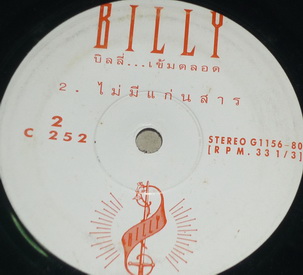 BILLY
บิลลี่...เข้มตลอด
2. ไม่มีแก่นสาร
2
C 252
STEREO G1156-80
[RPM. 33 1/3]
BILLY